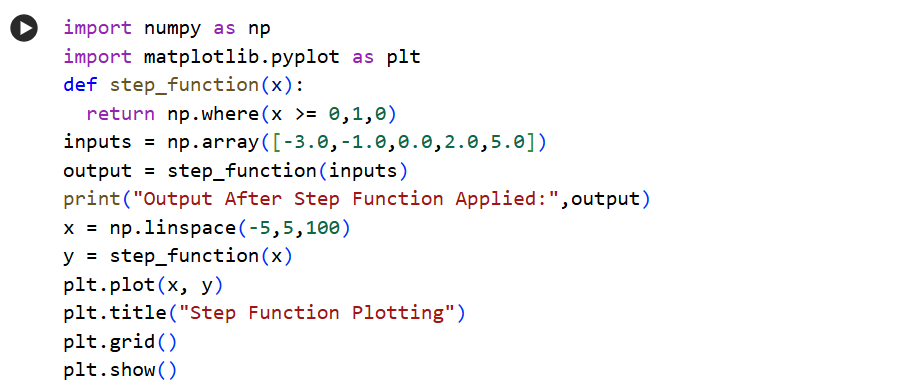 import numpy as np
import matplotlib.pyplot as plt
def step_function(x):
  return np.where(x >= 0,1,0)
inputs = np.array([-3.0,-1.0,0.0,2.0,5.0])
output = step_function(inputs)
print("Output After Step Function Applied:",output)
x = np.linspace(-5,5,100)
y = step_function(x)
plt.plot(x, y)
plt.title("Step Function Plotting")
plt.grid()
plt.show()